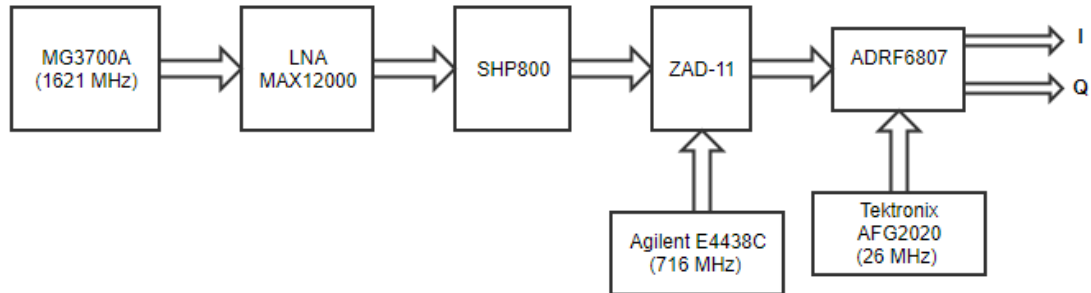 MG3700A
(1621 MHz)
LNA
MAX12000
SHP800
ZAD-11
ADRF6807
I
Q
Agilent E4438C
(716 MHz)
Tektronix
AFG2020
(26 MHz)